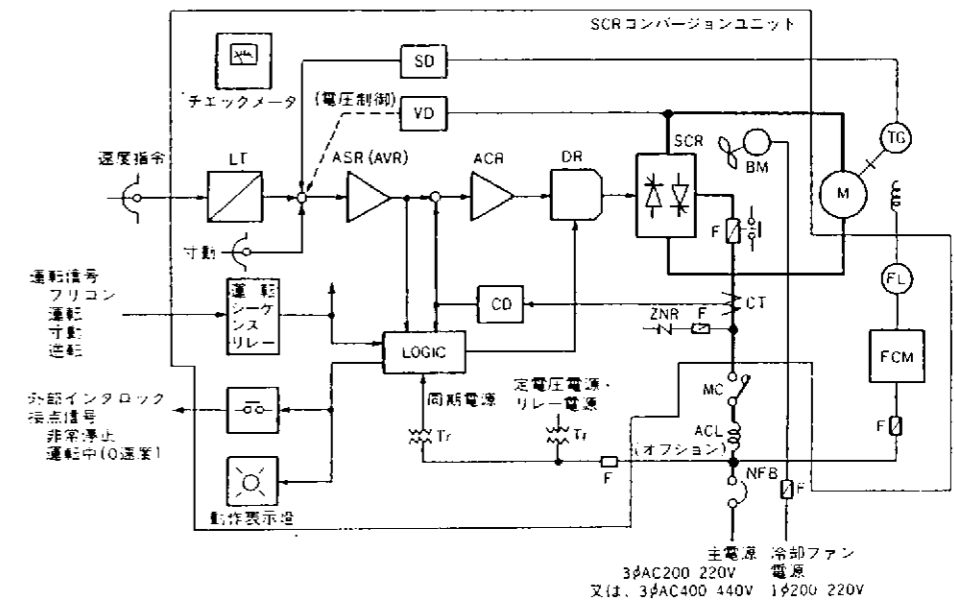 SCRコンバージョンユニット
チェックメータ
(電圧制御)
SD
VD
TG
速度指令
LT
ASR (AVR)
ACR
DR
SCR
BM
M
F
寸動
運転信号
フリコン
運転
寸動
逆転
運転
シーケ
ンス
リレー
CD
CT
FL
ZNR
F
LOGIC
FCM
同期電源
定電圧電源・
リレー電源
MC
外部インタロック
接点信号
非常停止
運転中(0速度)
Tr
Tr
ACL
(オプション)
F
F
NFB
F
動作表示燈
主電源
3φAC200 220V
又は、3φAC400 440V
冷却ファン
電源
1φ200 220V